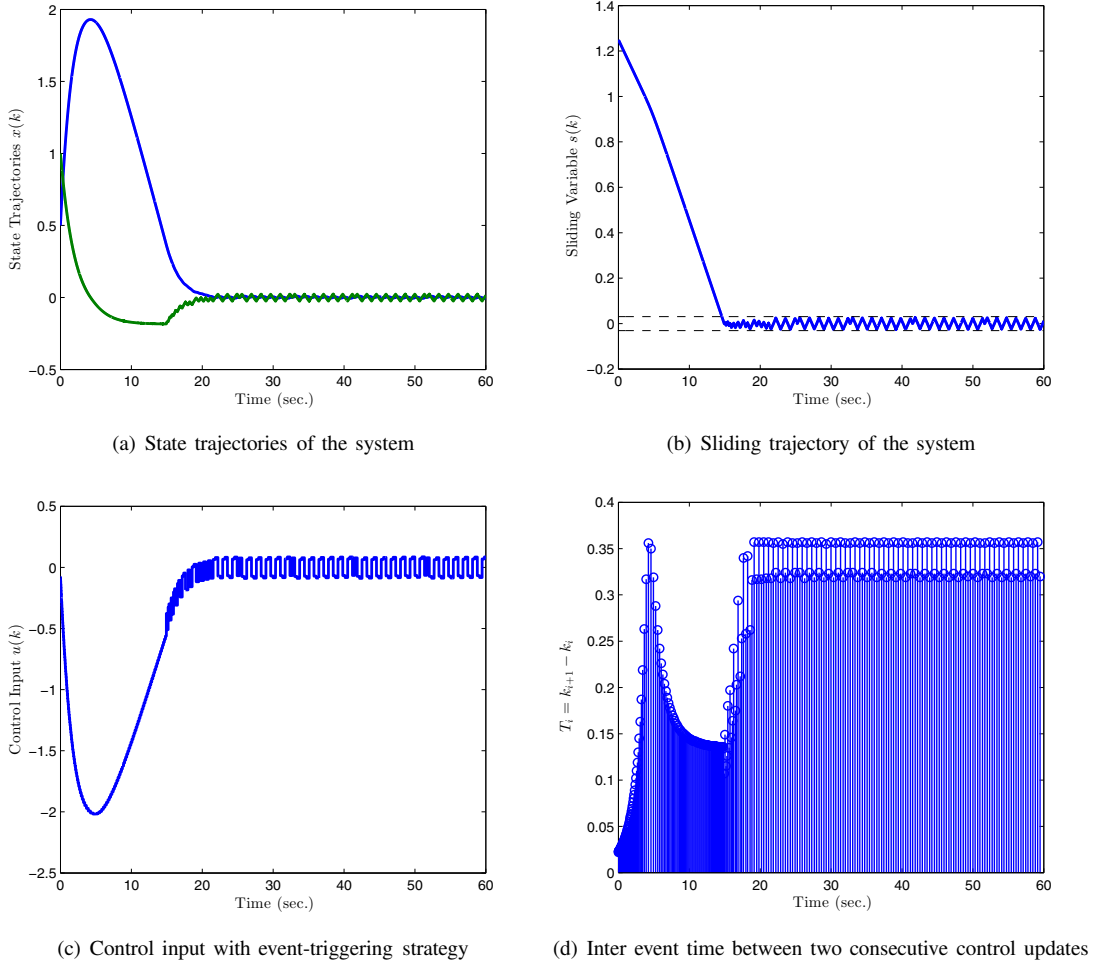 2
1.5
1
0.5
0
−0.5
State Trajectories x(k)
0 10 20 30 40 50 60
Time (sec.)
(a) State trajectories of the system
1.4
1.2
1
0.8
0.6
0.4
0.2
0
−0.2
Sliding Variable s(k)
0 10 20 30 40 50 60
Time (sec.)
(b) Sliding trajectory of the system
0.5
0
−0.5
−1
−1.5
−2
−2.5
Control Input u(k)
0 10 20 30 40 50 60
Time (sec.)
(c) Control input with event-triggering strategy
0.4
0.35
0.3
0.25
0.2
0.15
0.1
0.05
0
T_i = k_{i+1} − k_i
0 10 20 30 40 50 60
Time (sec.)
(d) Inter event time between two consecutive control updates